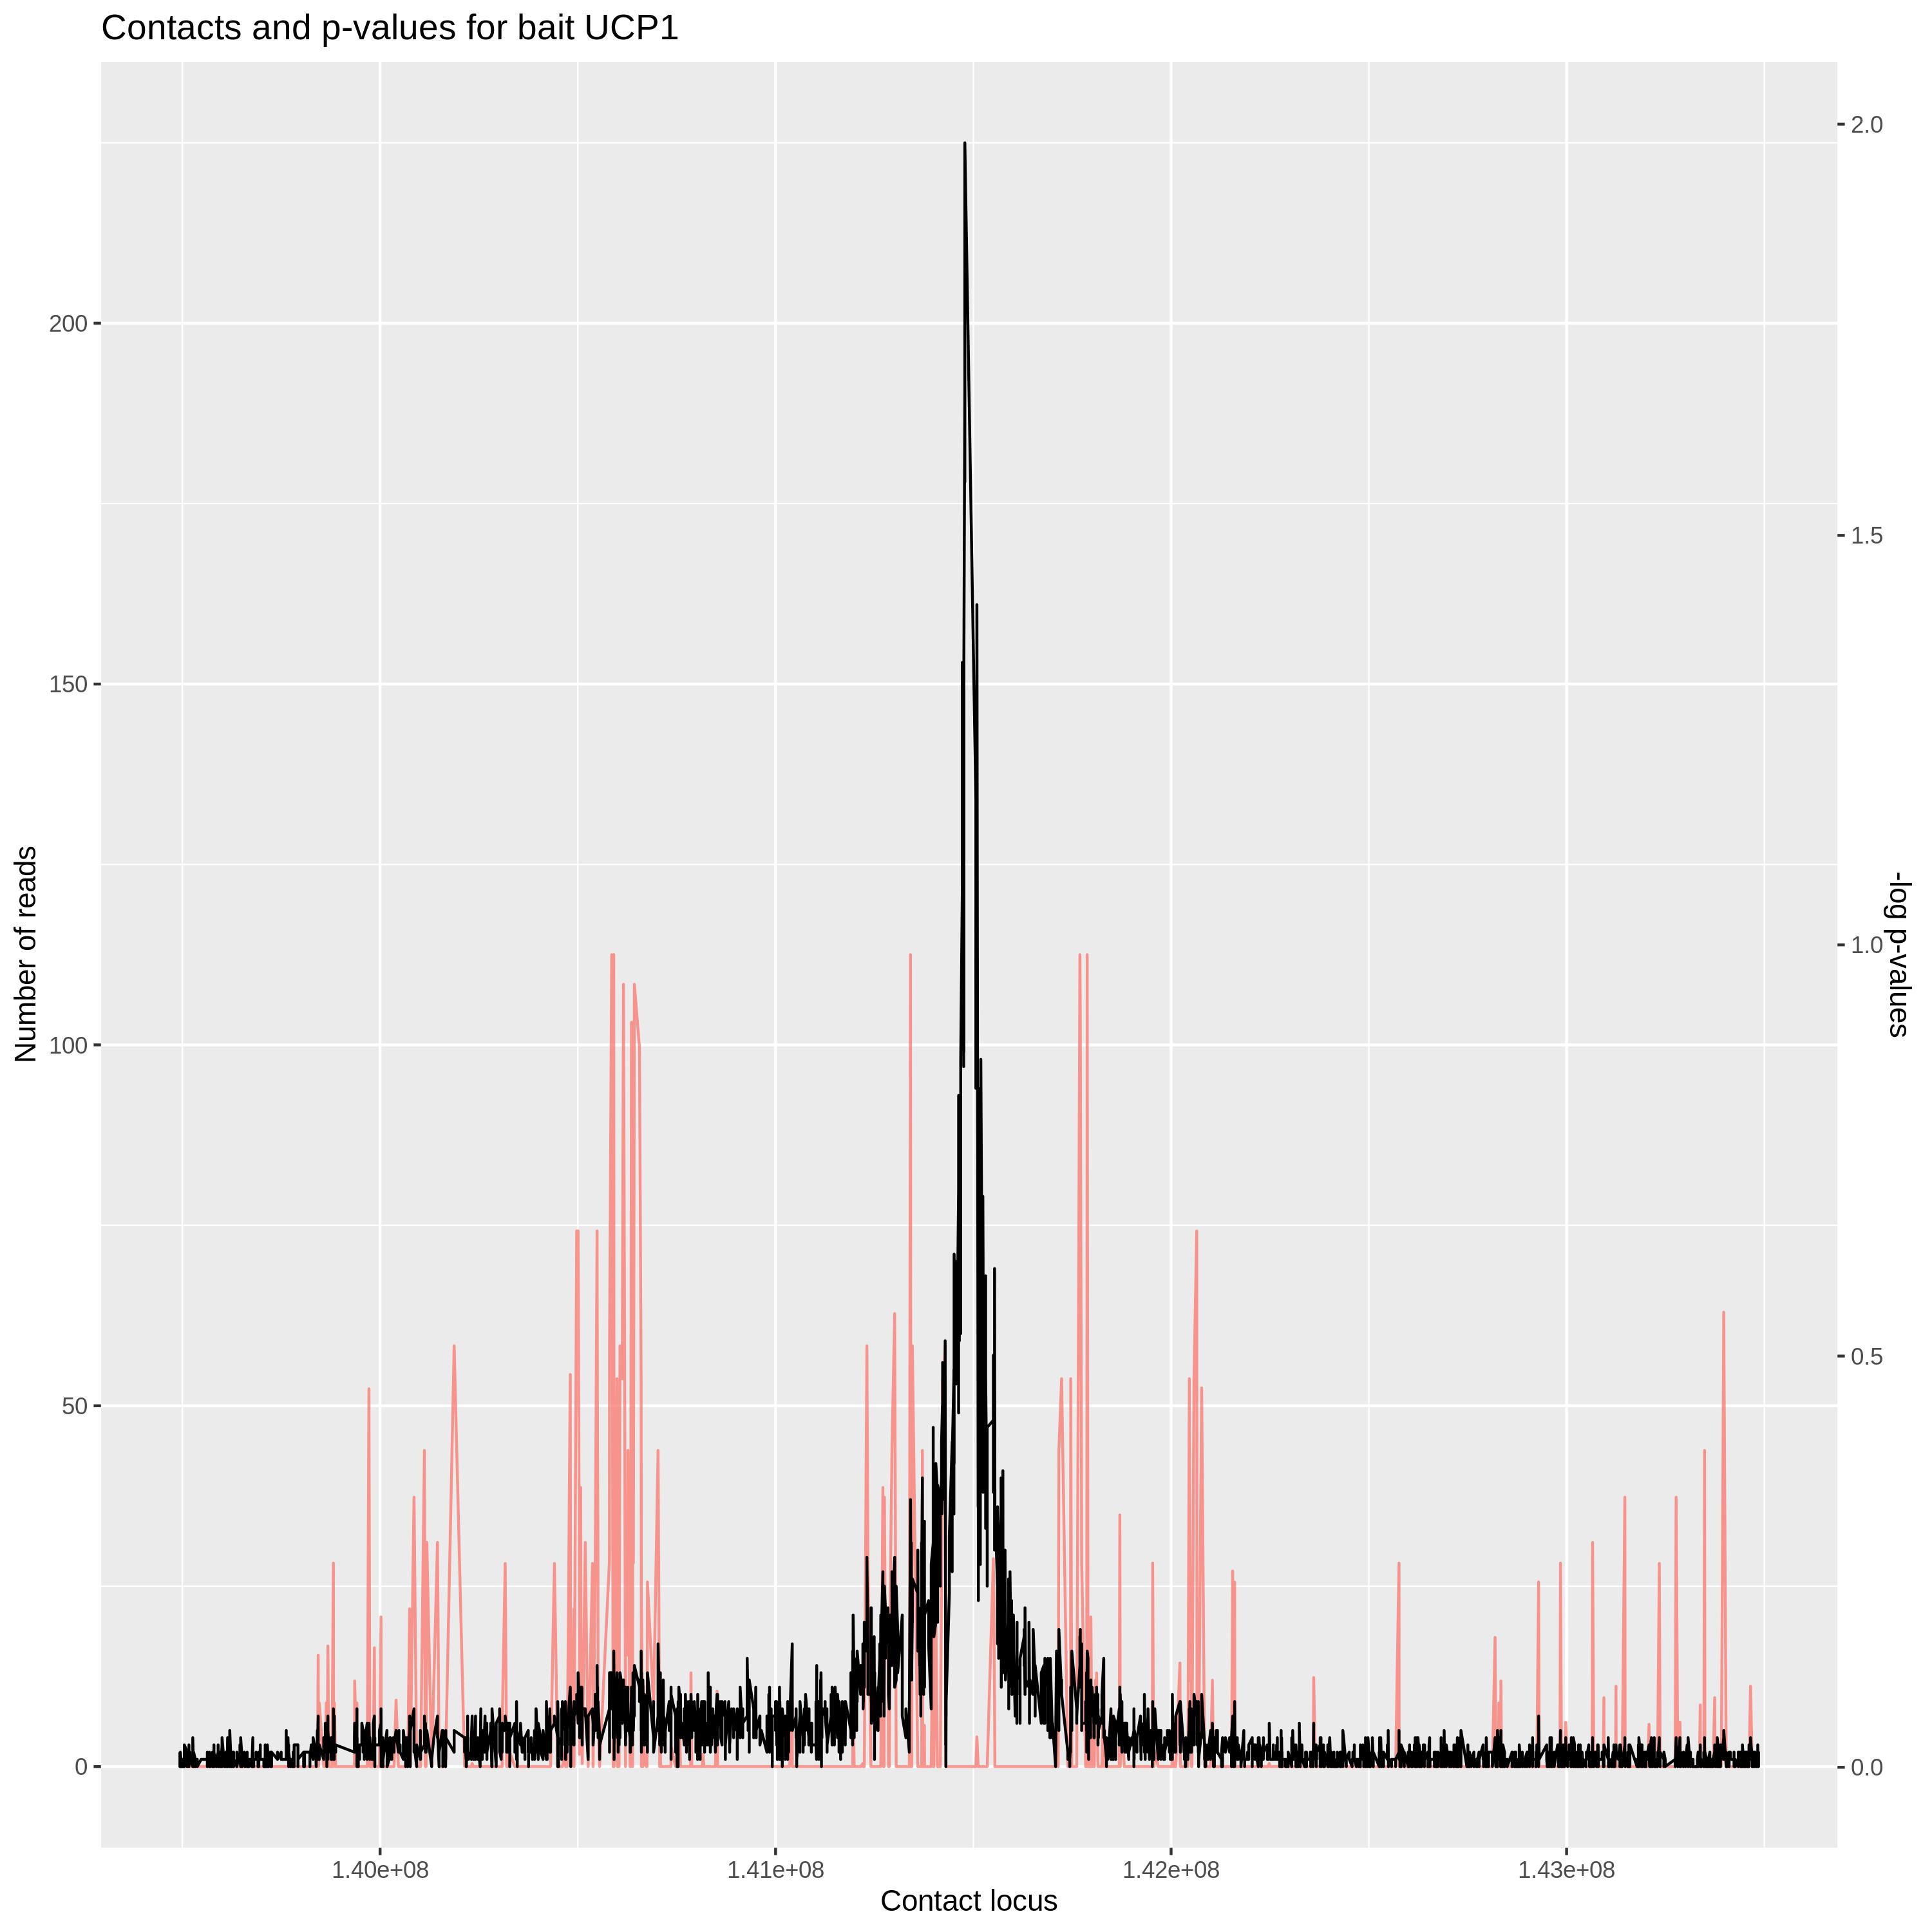 Contacts and p-values for bait UCP1
Number of reads
200
150
100
50
0
2.0
1.5
1.0
0.5
0.0
-log p-values
1.40e+08
1.41e+08
1.42e+08
1.43e+08
Contact locus